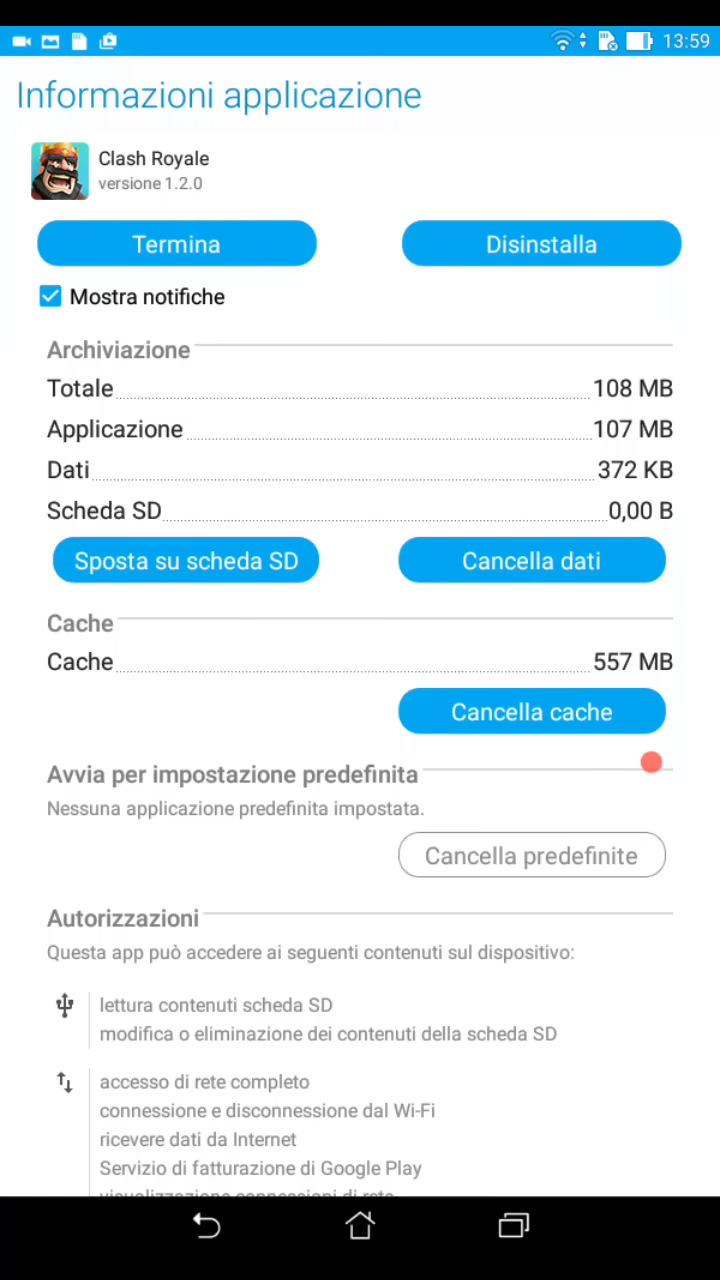 13:59
Informazioni applicazione
Clash Royale
versione 1.2.0
Termina
Disinstalla
Mostra notifiche
Archiviazione
Totale 108 MB
Applicazione 107 MB
Dati 372 KB
Scheda SD 0,00 B
Sposta su scheda SD
Cancella dati
Cache
Cache 557 MB
Cancella cache
Avvia per impostazione predefinita
Nessuna applicazione predefinita impostata.
Cancella predefinite
Autorizzazioni
Questa app può accedere ai seguenti contenuti sul dispositivo:
lettura contenuti scheda SD
modifica o eliminazione dei contenuti della scheda SD
accesso di rete completo
connessione e disconnessione dal Wi-Fi
ricevere dati da Internet
Servizio di fatturazione di Google Play
visualizzazione connessioni di rete